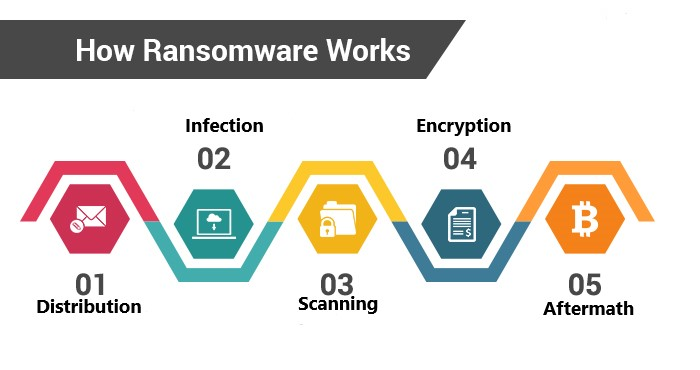 How Ransomware Works
01
Distribution
Infection
02
03
Scanning
Encryption
04
$
05
Aftermath